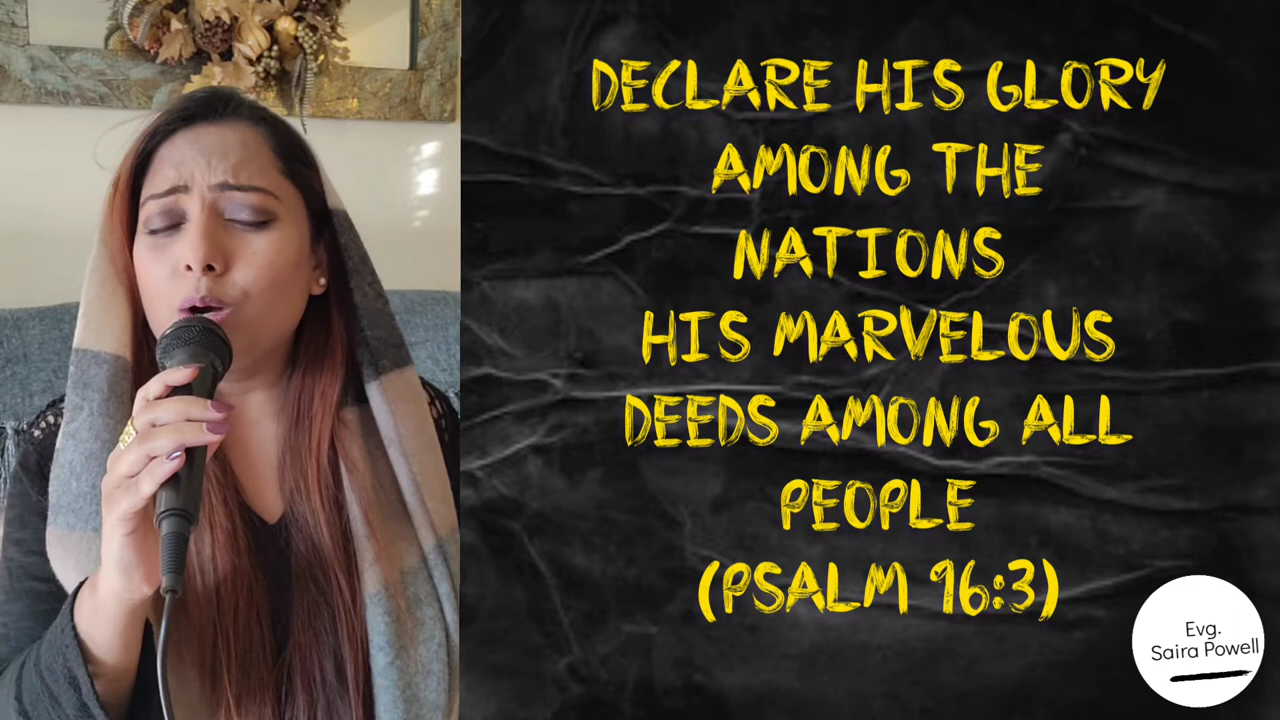 DECLARE HIS GLORY
AMONG THE
NATIONS
HIS MARVELOUS
DEEDS AMONG ALL
PEOPLE
(PSALM 96:3)
Evg.
Saira Powell